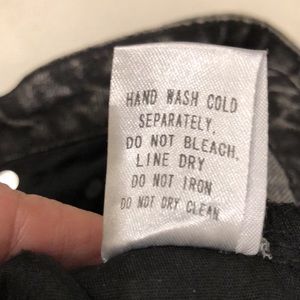 HAND WASH COLD
SEPARATELY,
DO NOT BLEACH,
LINE DRY
DO NOT IRON
DO NOT DRY CLEAN